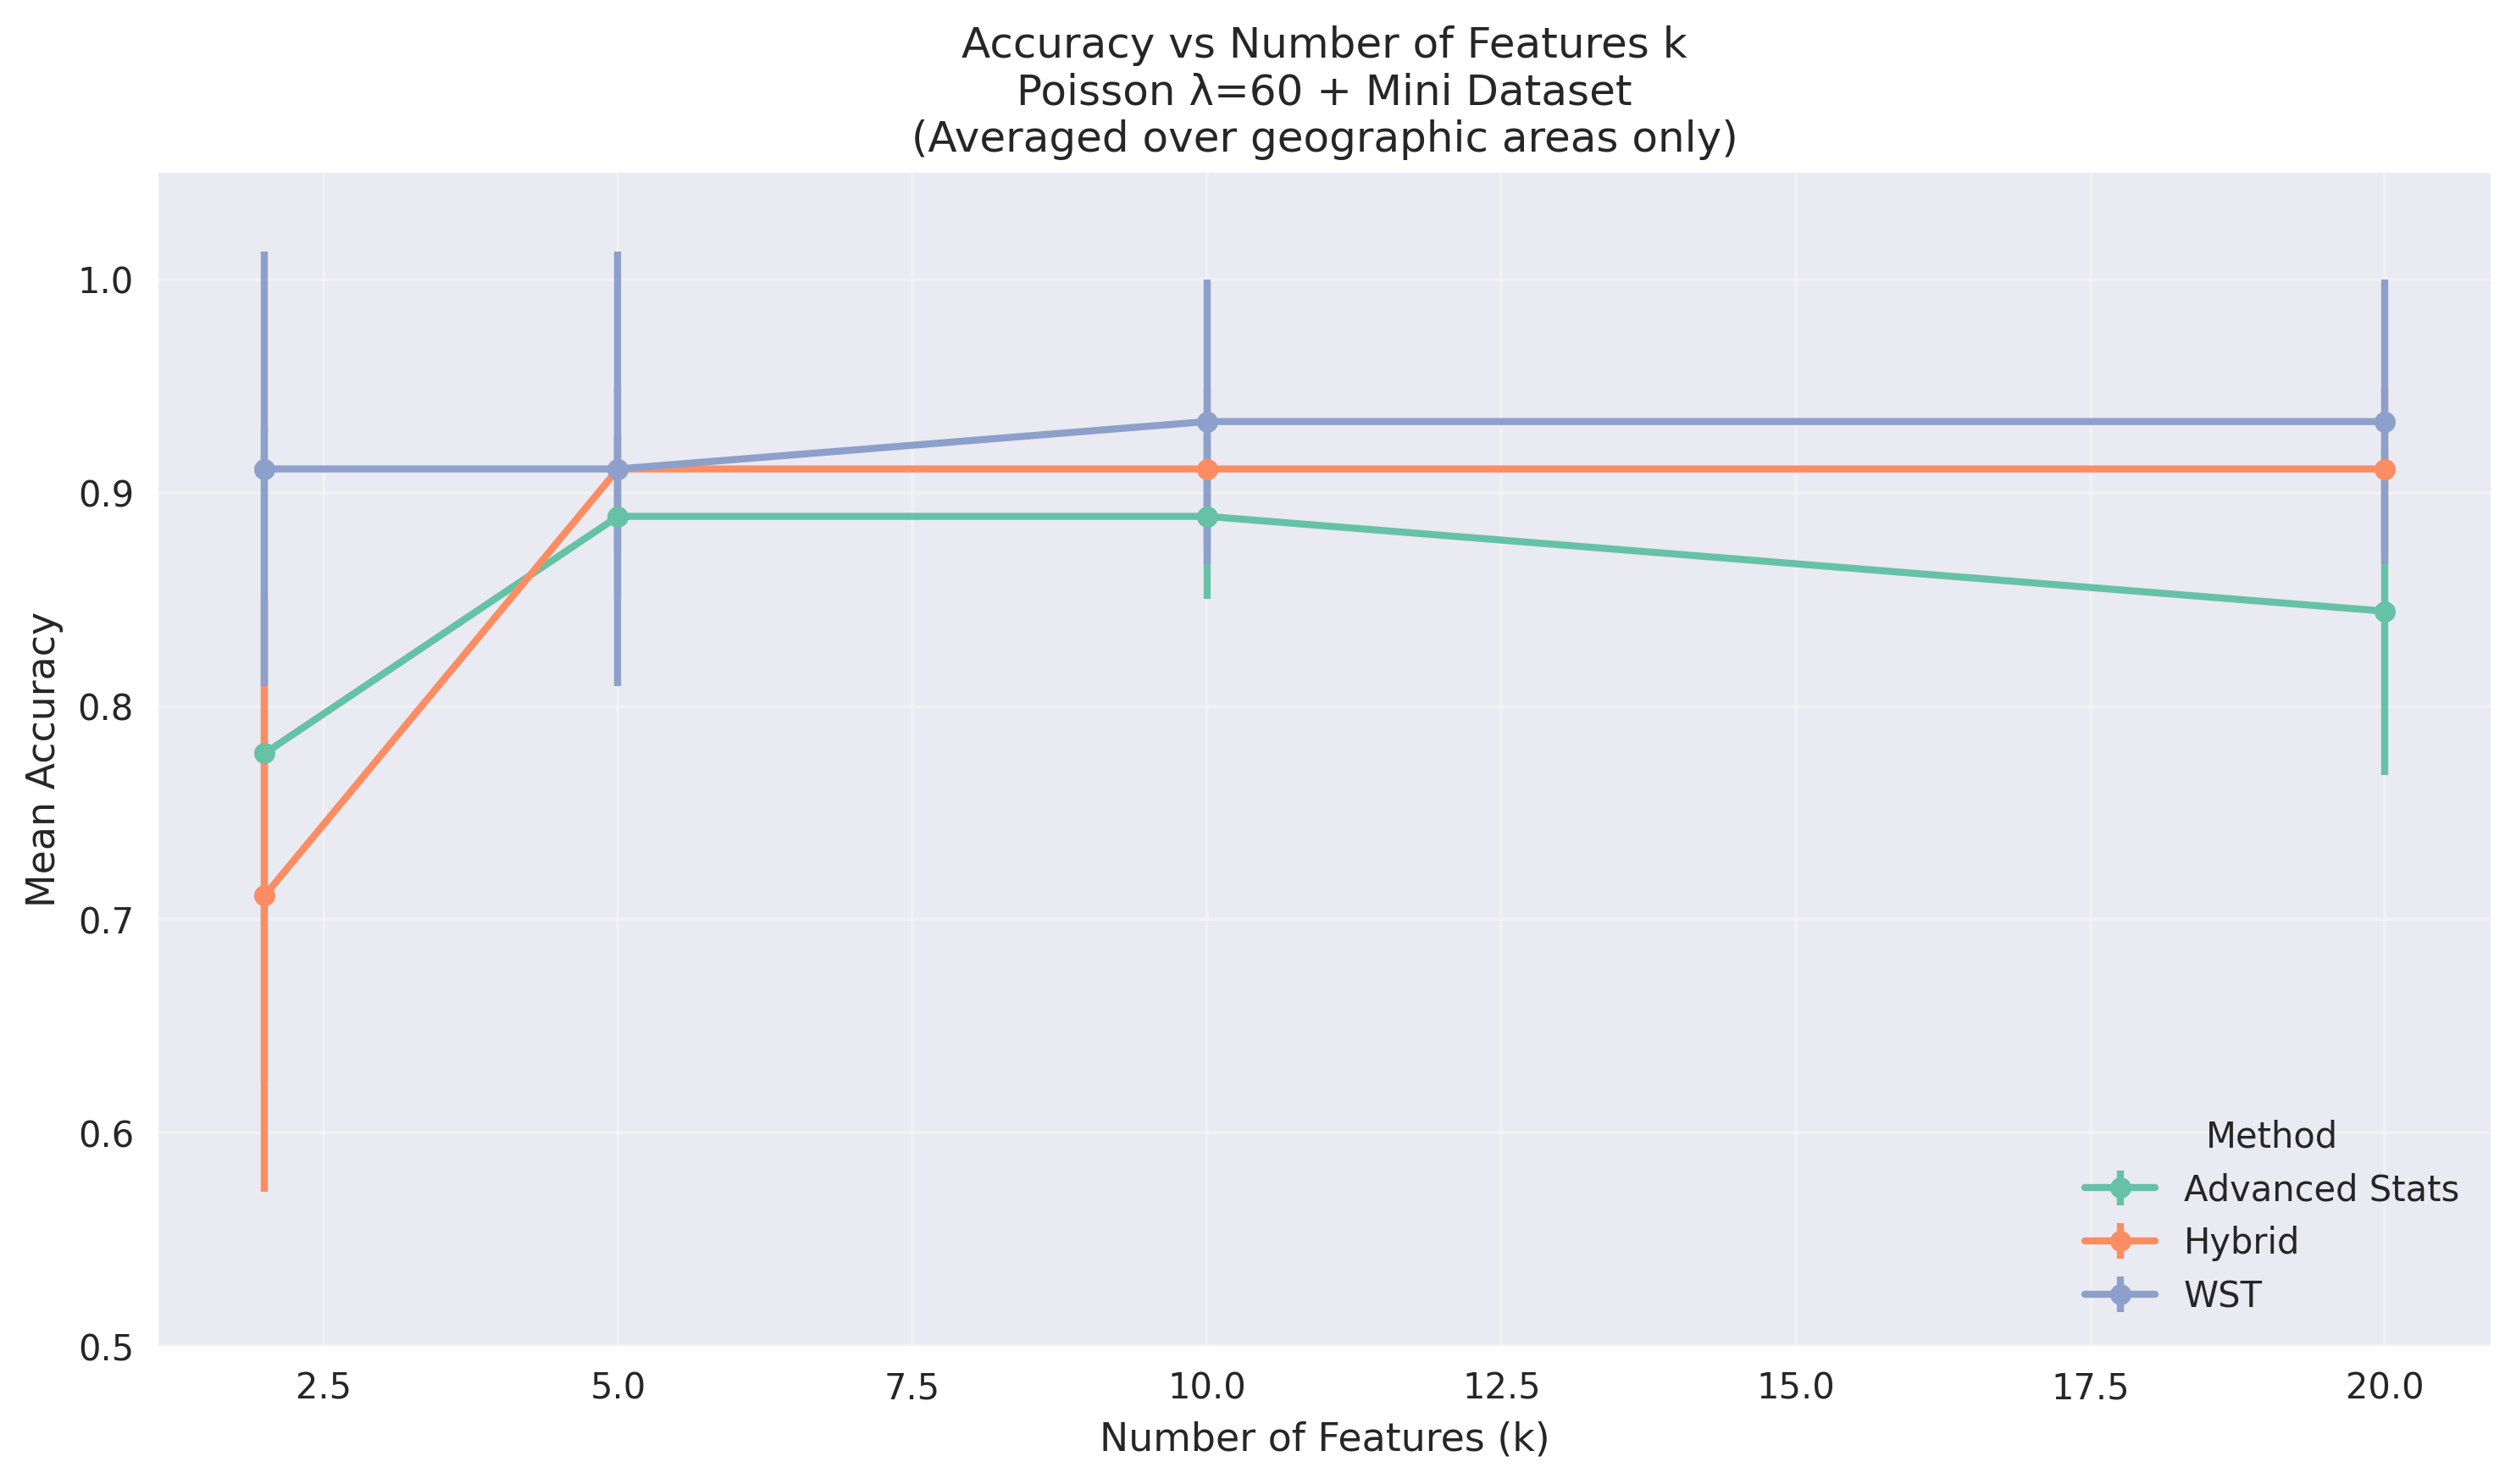 Accuracy vs Number of Features k
Poisson λ=60 + Mini Dataset
(Averaged over geographic areas only)
Mean Accuracy
1.0
0.9
0.8
0.7
0.6
0.5
2.5 5.0 7.5 10.0 12.5 15.0 17.5 20.0
Number of Features (k)
Method
Advanced Stats
Hybrid
WST